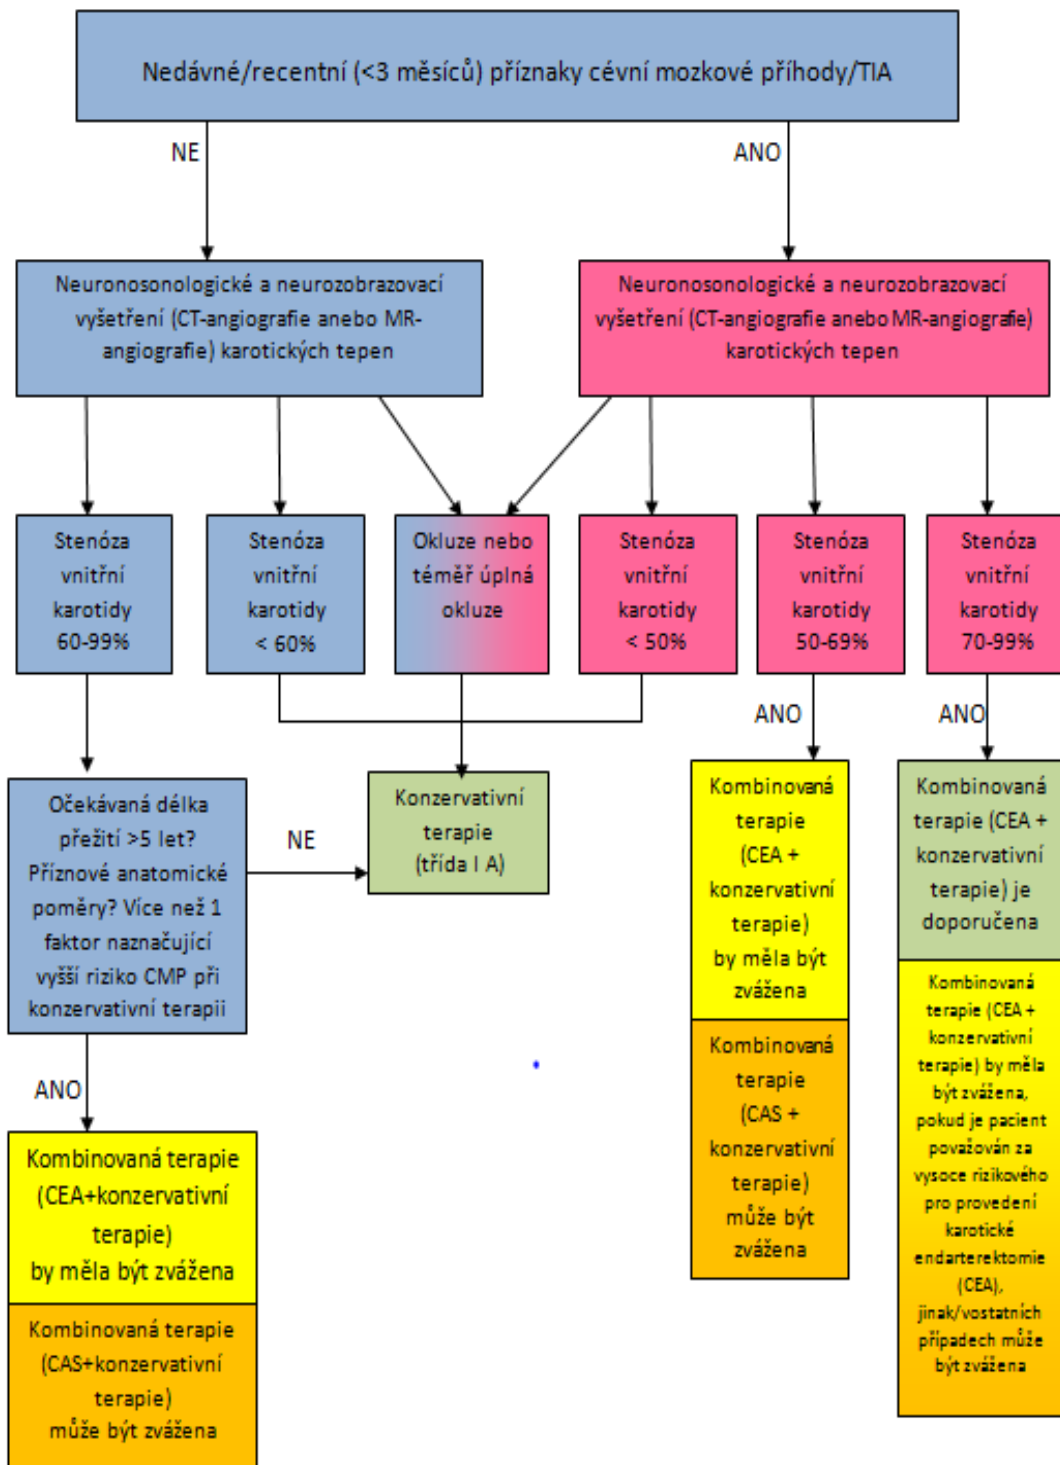 Nedávné/recentní (<3 měsíců) příznaky cévní mozkové příhody/TIA
NE
ANO
Neuronosonologické a neurozobrazovací
vyšetření (CT-angiografie anebo MR-
angiografie) karotických tepen
Neuronosonologické a neurozobrazovací
vyšetření (CT-angiografie anebo MR-angiografie)
karotických tepen
Stenóza
vnitřní
karotidy
60-99%
Stenóza
vnitřní
karotidy
< 60%
Okluze nebo
téměř úplná
okluze
Stenóza
vnitřní
karotidy
< 50%
Stenóza
vnitřní
karotidy
50-69%
Stenóza
vnitřní
karotidy
70-99%
ANO
ANO
Očekávaná délka
přežití >5 let?
Příznové anatomické
poměry? Více než 1
faktor naznačující
vyšší riziko CMP při
konzervativní terapii
NE
Konzervativní
terapie
(třída I A)
Kombinovaná
terapie
(CEA +
konzervativní
terapie)
by měla být
zvážena
Kombinovaná
terapie
(CAS +
konzervativní
terapie)
může být
zvážena
Kombinovaná
terapie (CEA +
konzervativní
terapie) je
doporučena
Kombinovaná
terapie (CEA +
konzervativní
terapie) by měla
být zvážena,
pokud je pacient
považován za
vysoce rizikového
pro provedení
karotické
endarterektomie
(CEA),
jinak/vostatních
případech může
být zvážena
ANO
Kombinovaná terapie
(CEA+konzervativní
terapie)
by měla být zvážena
Kombinovaná terapie
(CAS+konzervativní
terapie)
může být zvážena